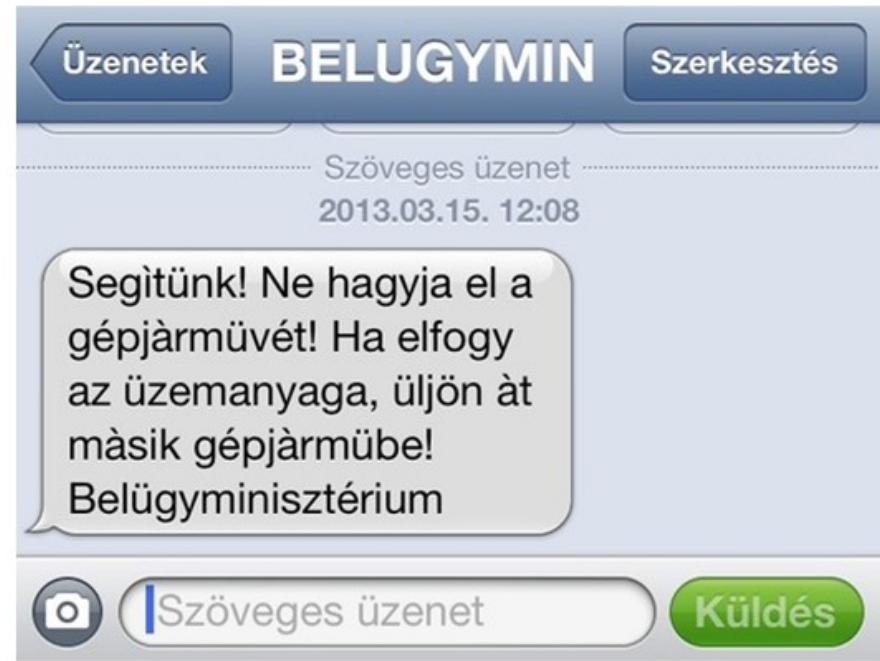 Üzenetek BELUGYMIN Szerkesztés
Szöveges üzenet
2013.03.15. 12:08
Segìtünk! Ne hagyja el a
gépjàrmüvét! Ha elfogy
az üzemanyaga, üljön àt
màsik gépjàrmübe!
Belügyminisztérium
Szöveges üzenet Küldés